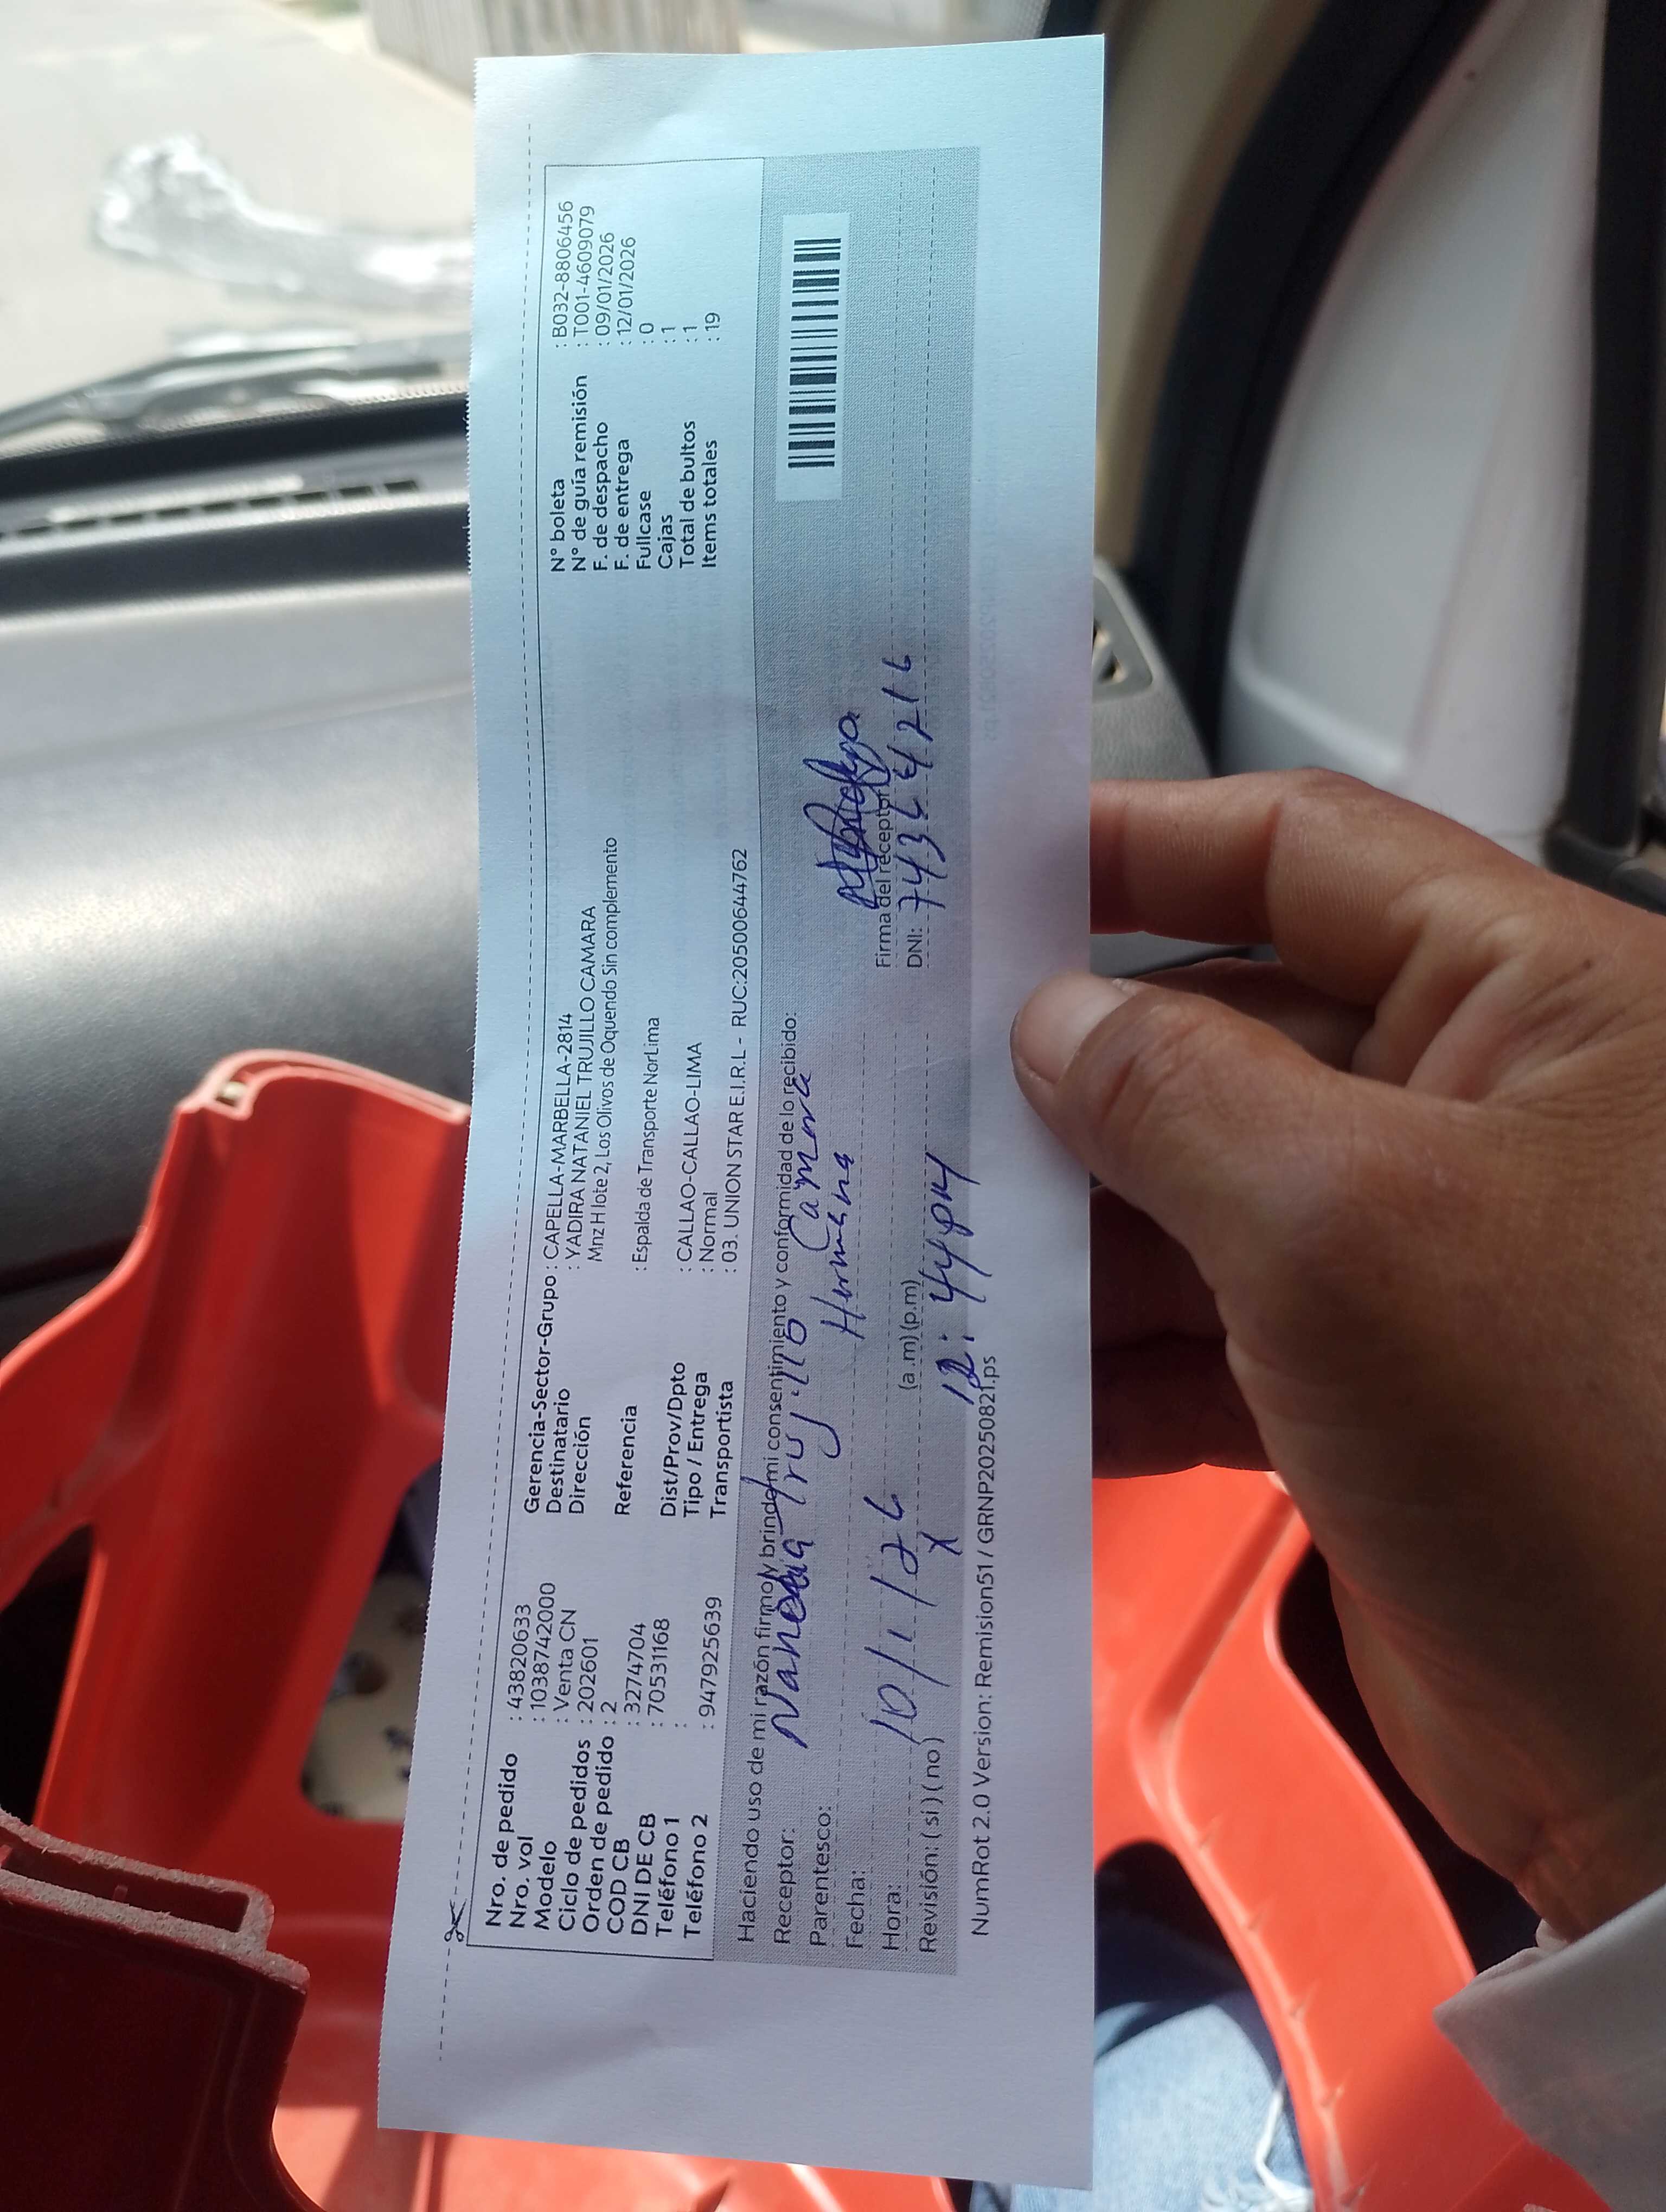 Nro. de pedido : 43820633
Nro. vol : 10387742000
Modelo : Venta CN
Ciclo de pedidos : 202601
Orden de pedido : 2
COD CB : 3274704
DNI DE CB : 70531168
Teléfono 1 :
Teléfono 2 : 947925639
Gerencia-Sector-Grupo : CAPELLA-MARBELLA-2814
Destinatario : YADIRA NATANIEL TRUJILLO CAMARA
Dirección Mnz H lote 2, Los Olivos de Oquendo Sin complemento
Referencia : Espalda de Transporte NorLima
Dist/Prov/Dpto : CALLAO-CALLAO-LIMA
Tipo / Entrega : Normal
Transportista : 03. UNION STAR E.I.R.L - RUC:20500644762
N° boleta : B032-8806456
N° de guía remisión : T001-4609079
F. de despacho : 09/01/2026
F. de entrega : 12/01/2026
Fullcase : 0
Cajas : 1
Total de bultos : 1
Items totales : 19
Haciendo uso de mi razón firmo y brindo mi consentimiento y conformidad de lo recibido:
Receptor: Trujillo Camara
Parentesco: Hermana
Fecha: 10/1/26
Hora: (a.m) (p.m) 12:44pm
Revisión: (si) (no) X
Firma del receptor
DNI: 74364216
NumRot 2.0 Version: Remision51 / GRNP20250821.ps